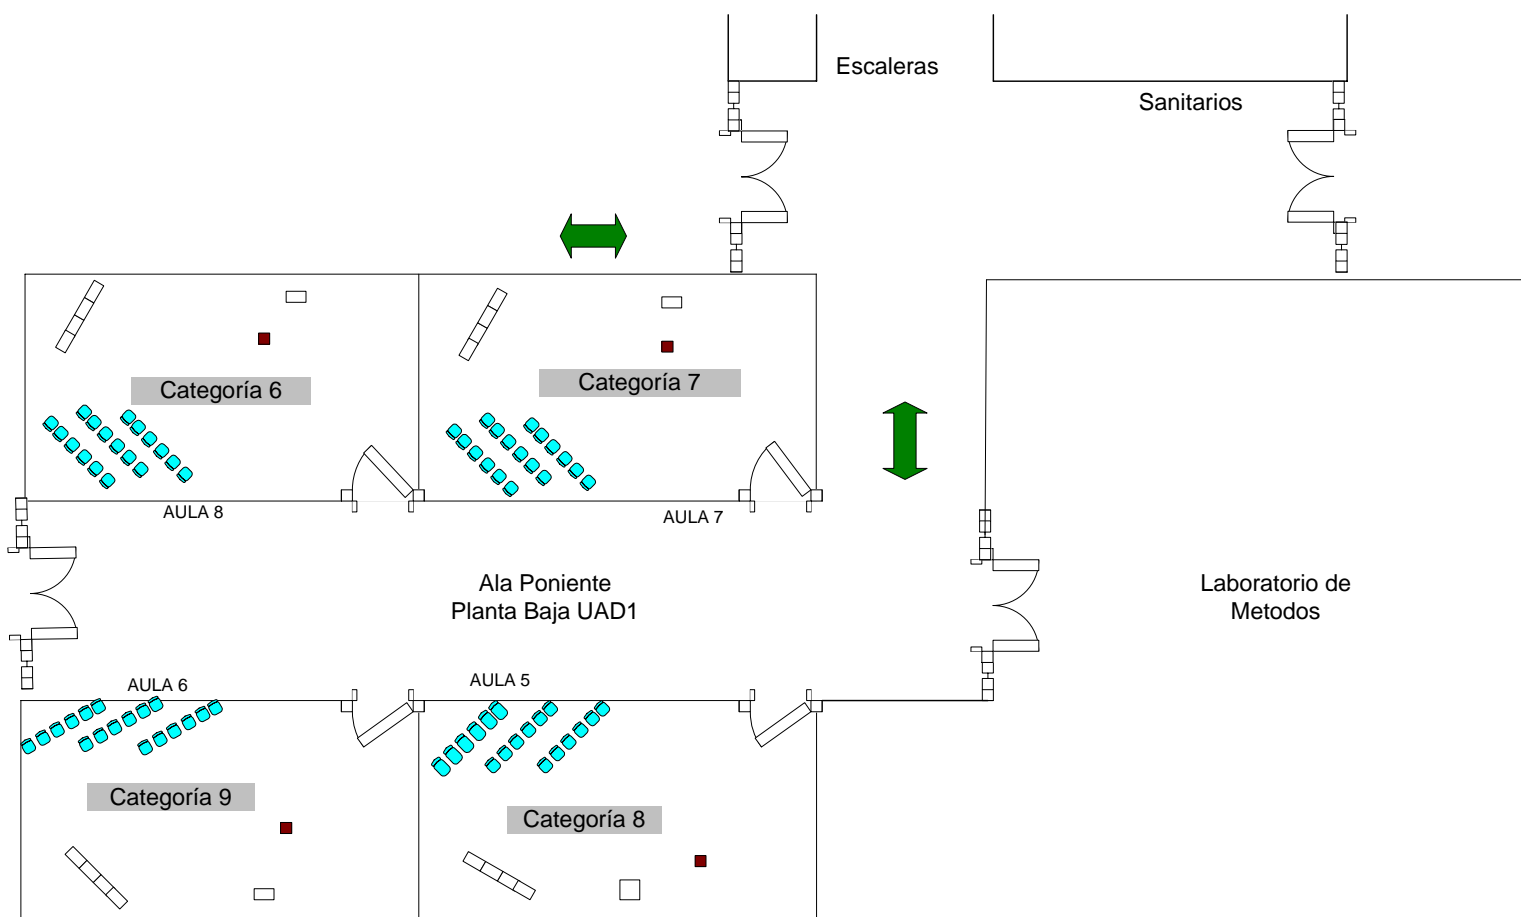 Escaleras
Sanitarios
Categoría 6
Categoría 7
AULA 8
AULA 7
Ala Poniente
Planta Baja UAD1
Laboratorio de
Metodos
AULA 6
AULA 5
Categoría 9
Categoría 8